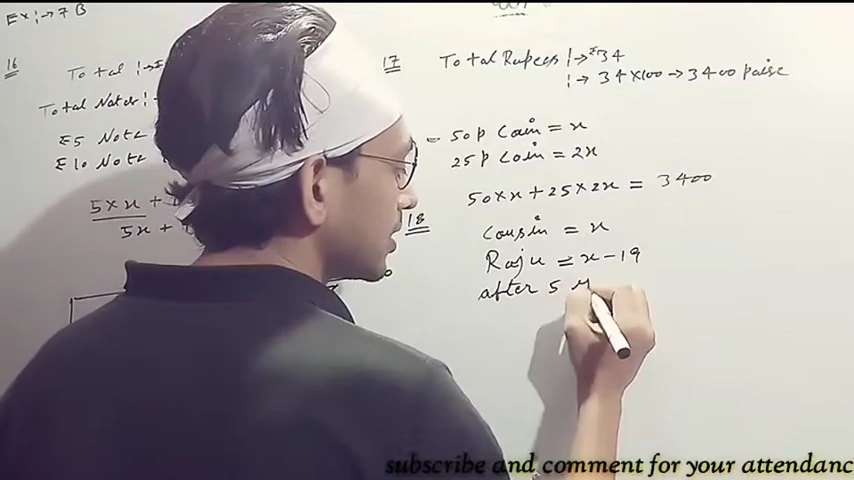 Ex:→7 B
16
Total :→
Total Notes :-
₹5 Note
₹10 Note
5×x +
5x +
17 Total Rupees :→ ₹34
:→ 34×100 → 3400 paise
50p Coin = x
25p Coin = 2x
50×x + 25×2x = 3400
18
Cousin = x
Raju = x-19
after 5 y
subscribe and comment for your attendanc